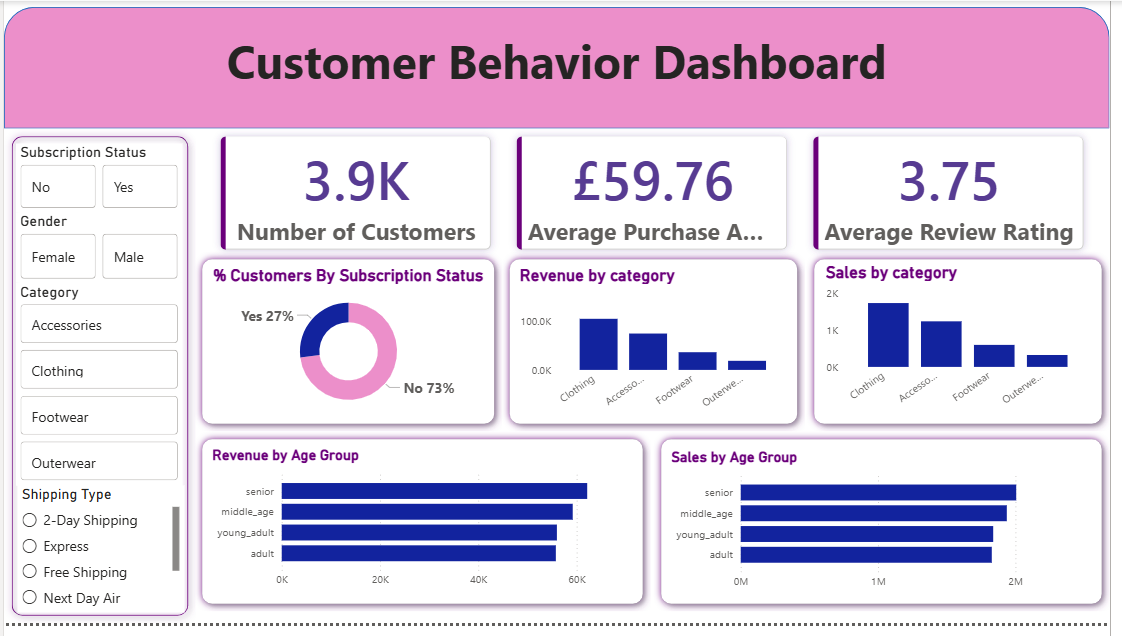 Customer Behavior Dashboard
Subscription Status
No
Yes
Gender
Female
Male
Category
Accessories
Clothing
Footwear
Outerwear
Shipping Type
2-Day Shipping
Express
Free Shipping
Next Day Air
3.9K
Number of Customers
£59.76
Average Purchase A...
3.75
Average Review Rating
% Customers By Subscription Status
Yes 27%
No 73%
Revenue by category
100.0K
0.0K
Clothing
Accesso...
Footwear
Outerwe...
Sales by category
2K
1K
0K
Clothing
Accesso...
Footwear
Outerwe...
Revenue by Age Group
senior
middle_age
young_adult
adult
0K
20K
40K
60K
Sales by Age Group
senior
middle_age
young_adult
adult
0M
1M
2M